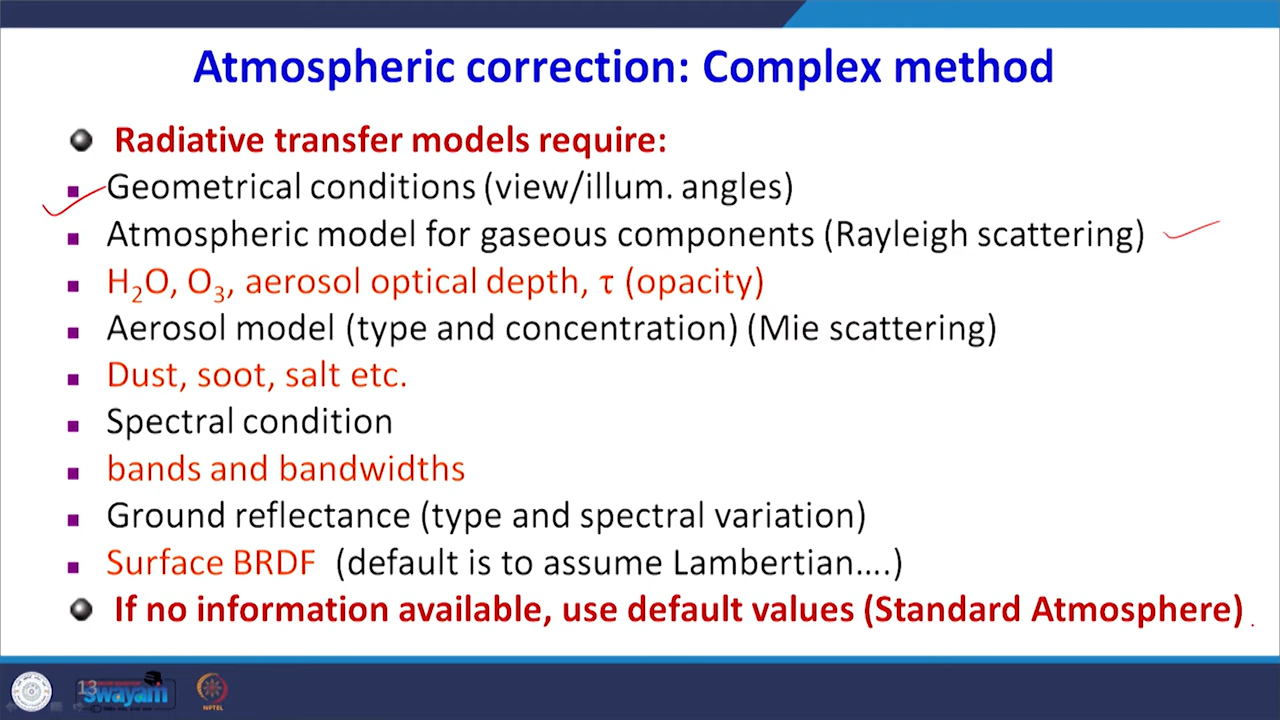 Atmospheric correction: Complex method
Radiative transfer models require:
Geometrical conditions (view/illum. angles)
Atmospheric model for gaseous components (Rayleigh scattering)
H₂O, O₃, aerosol optical depth, τ (opacity)
Aerosol model (type and concentration) (Mie scattering)
Dust, soot, salt etc.
Spectral condition
bands and bandwidths
Ground reflectance (type and spectral variation)
Surface BRDF (default is to assume Lambertian....)
If no information available, use default values (Standard Atmosphere)
13
swayam
NPTEL